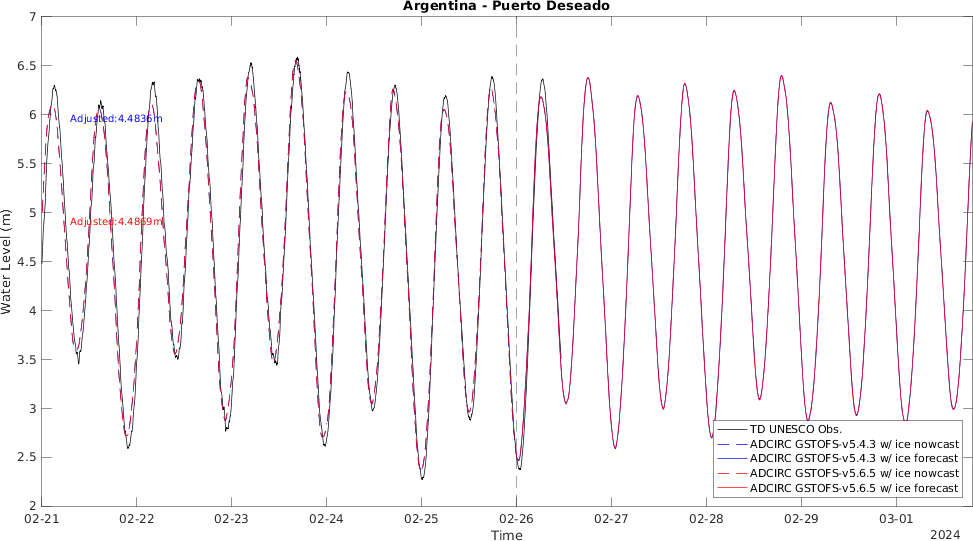 Argentina - Puerto Deseado
7
6.5
6
5.5
5
4.5
4
3.5
3
2.5
2
Water Level (m)
Adjusted:4.4836m
Adjusted:4.4869m
TD UNESCO Obs.
ADCIRC GSTOFS-v5.4.3 w/ ice nowcast
ADCIRC GSTOFS-v5.4.3 w/ ice forecast
ADCIRC GSTOFS-v5.6.5 w/ ice nowcast
ADCIRC GSTOFS-v5.6.5 w/ ice forecast
02-21 02-22 02-23 02-24 02-25 02-26 02-27 02-28 02-29 03-01
Time
2024